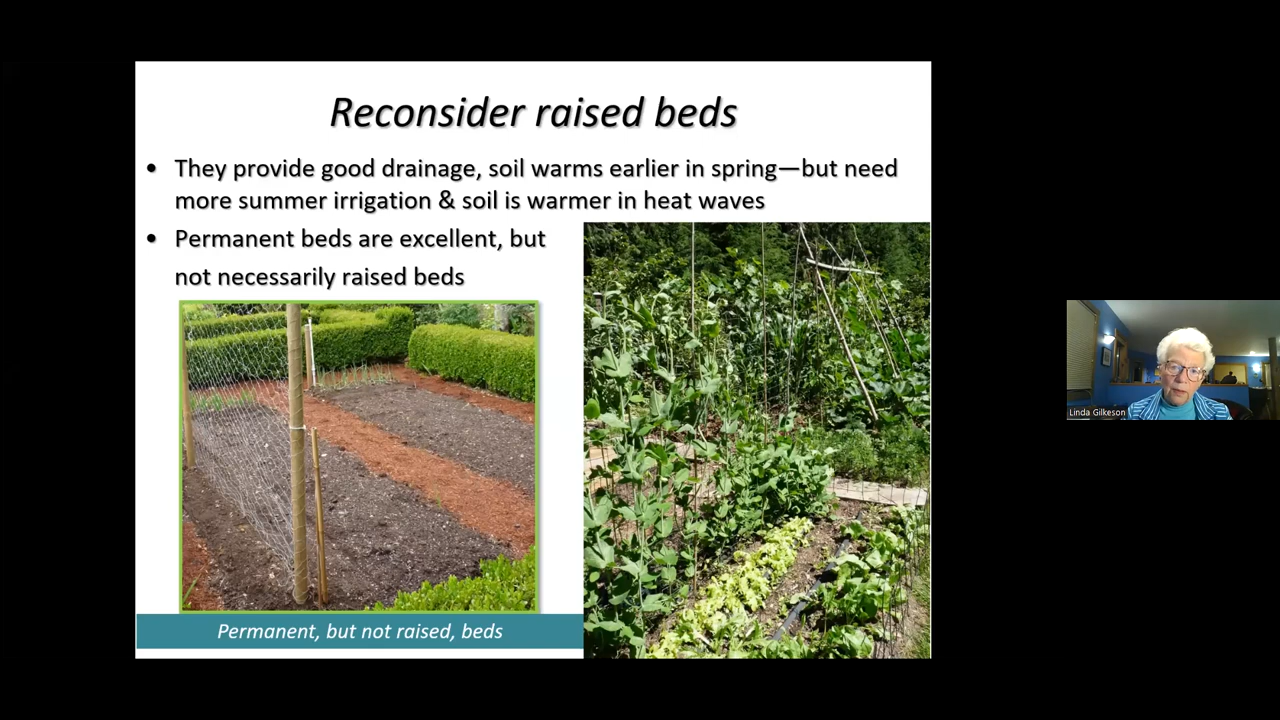 Reconsider raised beds
• They provide good drainage, soil warms earlier in spring—but need
more summer irrigation & soil is warmer in heat waves
• Permanent beds are excellent, but
not necessarily raised beds
Permanent, but not raised, beds
Linda Gilkeson